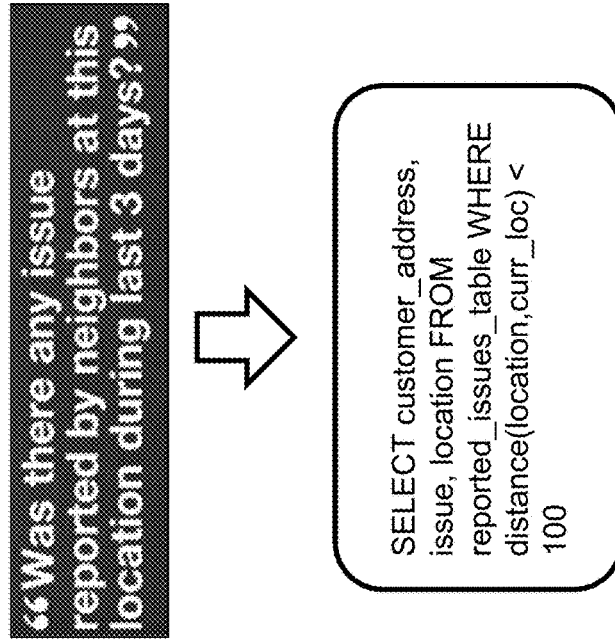 “Was there any issue
reported by neighbors at this
location during last 3 days?”
SELECT customer_address,
issue, location FROM
reported_issues_table WHERE
distance(location,curr_loc) <
100